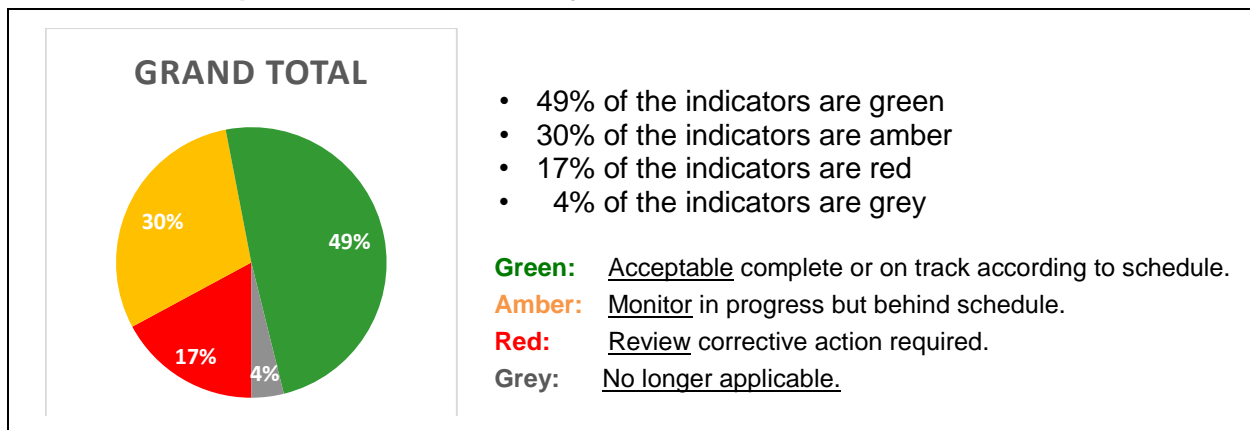 GRAND TOTAL
30%
49%
17%
4%
• 49% of the indicators are green
• 30% of the indicators are amber
• 17% of the indicators are red
• 4% of the indicators are grey
Green: Acceptable complete or on track according to schedule.
Amber: Monitor in progress but behind schedule.
Red: Review corrective action required.
Grey: No longer applicable.